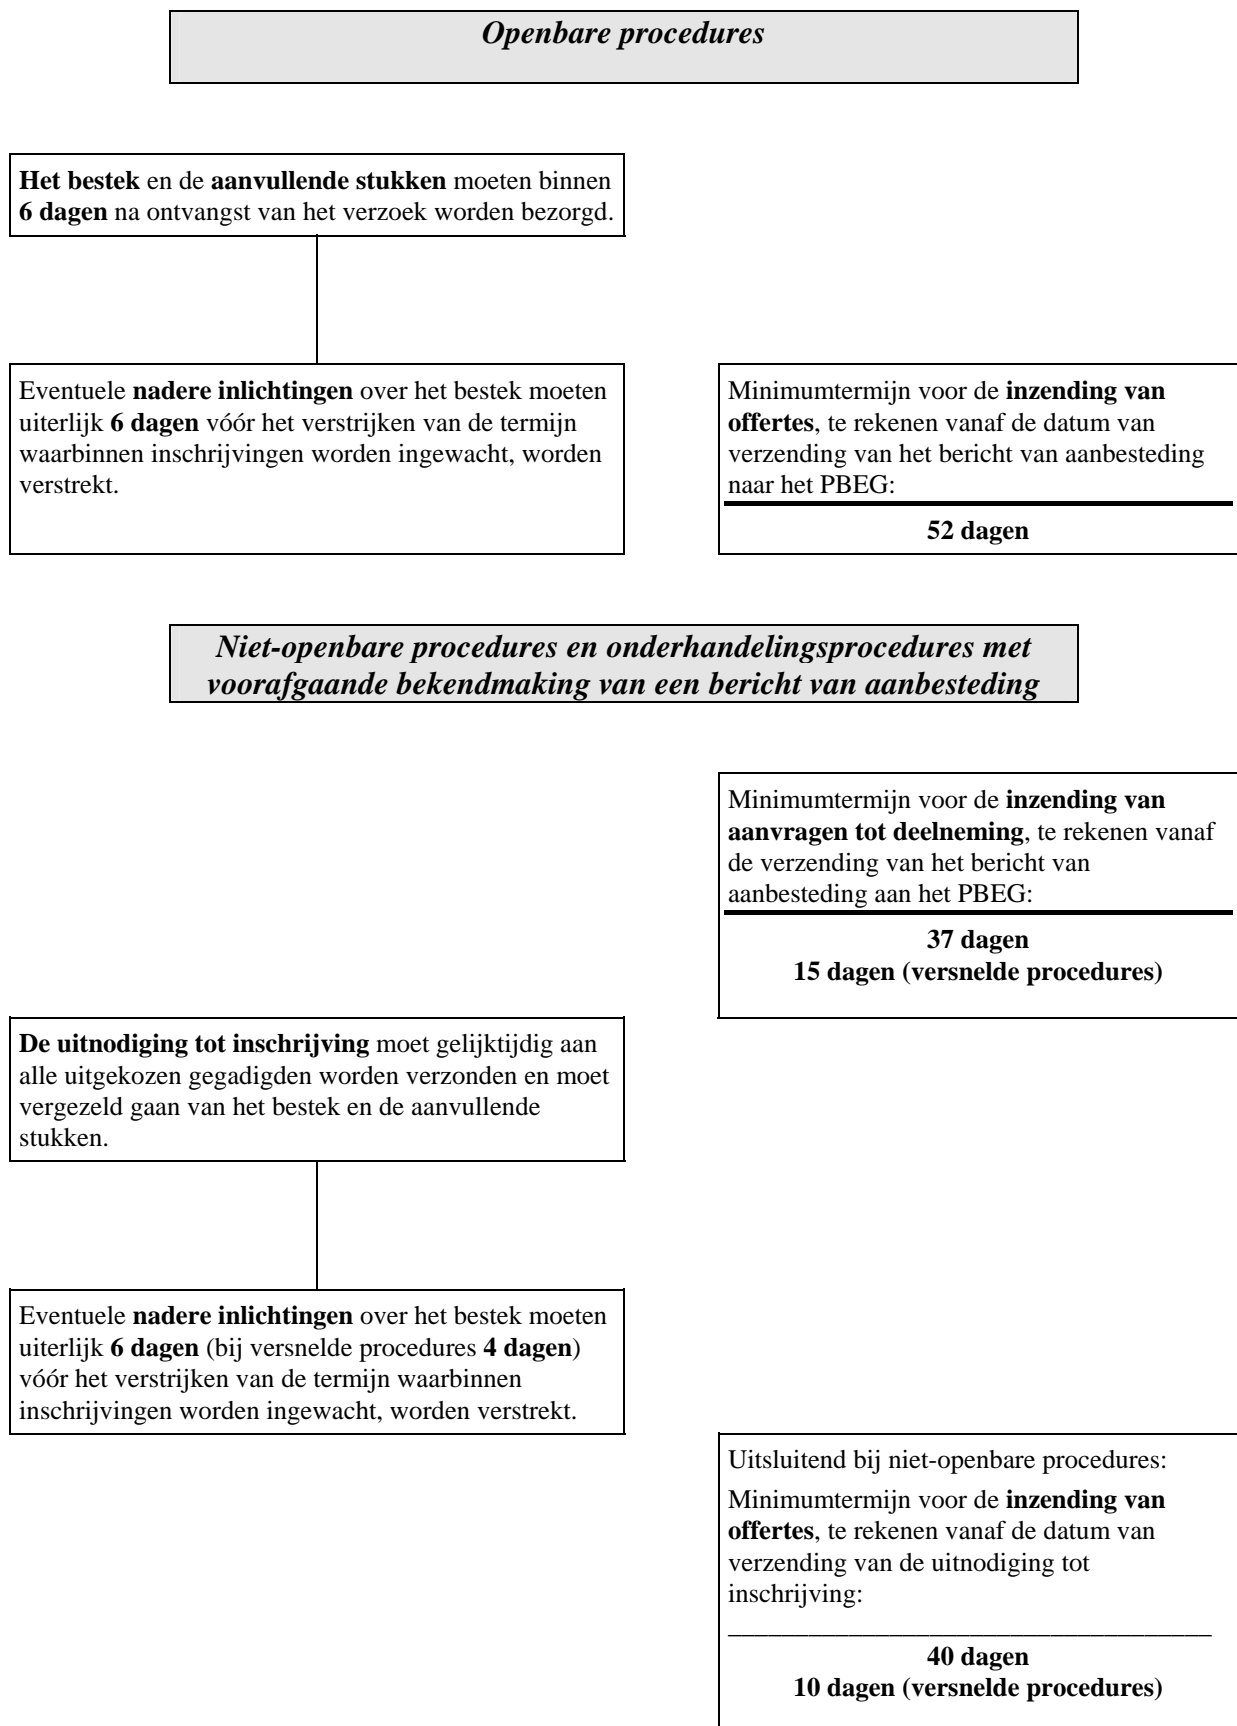 Openbare procedures
Het bestek en de aanvullende stukken moeten binnen
6 dagen na ontvangst van het verzoek worden bezorgd.
Eventuele nadere inlichtingen over het bestek moeten
uiterlijk 6 dagen vóór het verstrijken van de termijn
waarbinnen inschrijvingen worden ingewacht, worden
verstrekt.
Minimumtermijn voor de inzending van
offertes, te rekenen vanaf de datum van
verzending van het bericht van aanbesteding
naar het PBEG:
52 dagen
Niet-openbare procedures en onderhandelingsprocedures met
voorafgaande bekendmaking van een bericht van aanbesteding
Minimumtermijn voor de inzending van
aanvragen tot deelneming, te rekenen vanaf
de verzending van het bericht van
aanbesteding aan het PBEG:
37 dagen
15 dagen (versnelde procedures)
De uitnodiging tot inschrijving moet gelijktijdig aan
alle uitgekozen gegadigden worden verzonden en moet
vergezeld gaan van het bestek en de aanvullende
stukken.
Eventuele nadere inlichtingen over het bestek moeten
uiterlijk 6 dagen (bij versnelde procedures 4 dagen)
vóór het verstrijken van de termijn waarbinnen
inschrijvingen worden ingewacht, worden verstrekt.
Uitsluitend bij niet-openbare procedures:
Minimumtermijn voor de inzending van
offertes, te rekenen vanaf de datum van
verzending van de uitnodiging tot
inschrijving:
40 dagen
10 dagen (versnelde procedures)